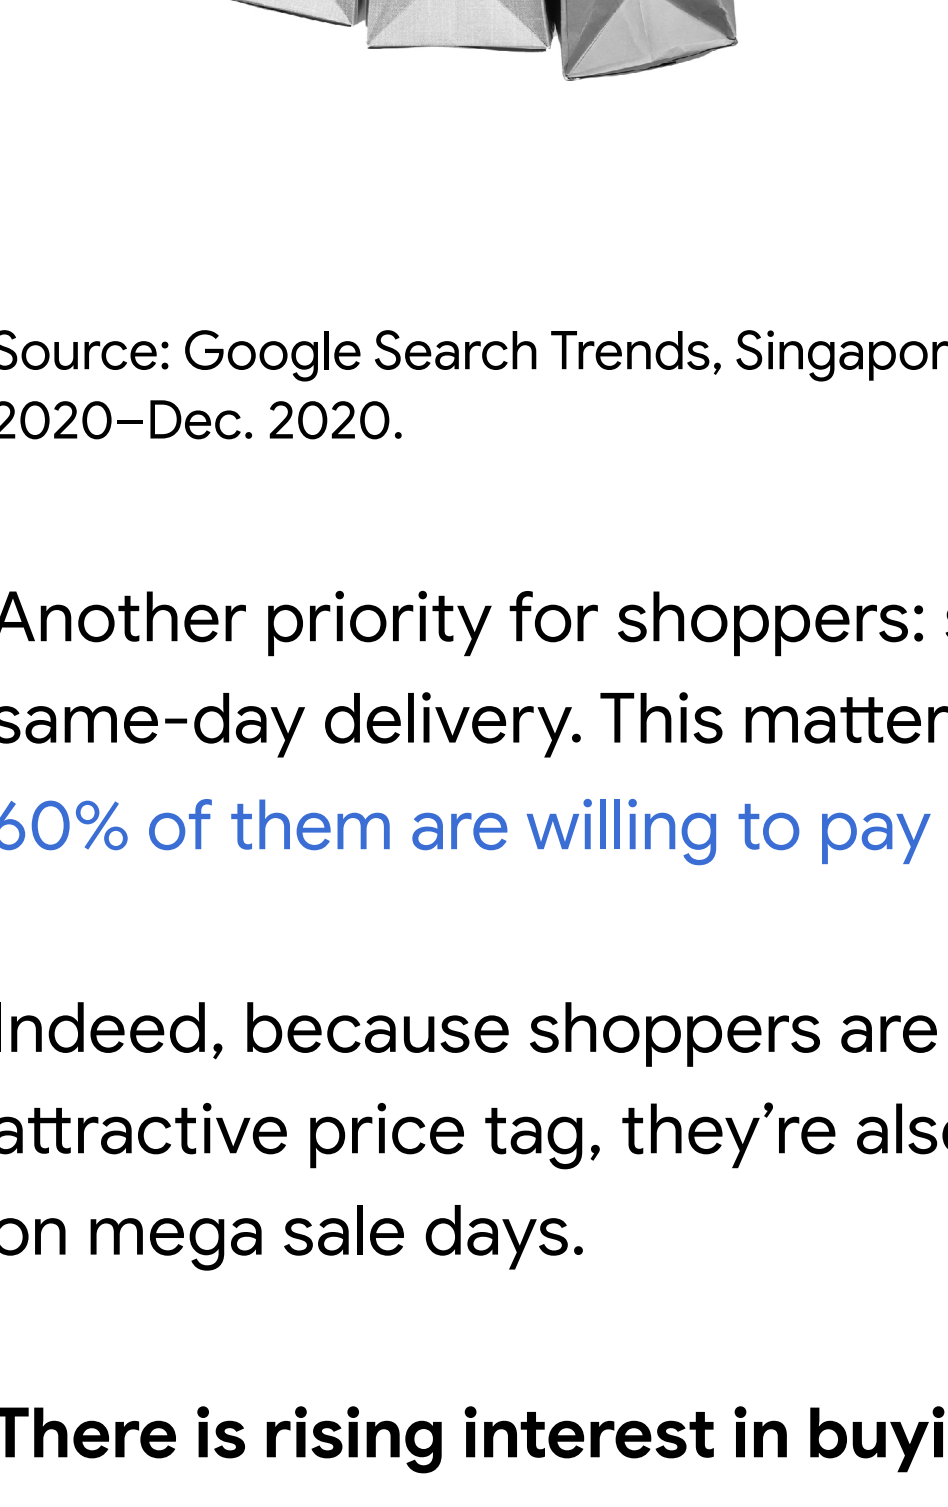 Source: Google Search Trends, Singapor
2020–Dec. 2020.
Another priority for shoppers:
same-day delivery. This matter
60% of them are willing to pay
Indeed, because shoppers are
attractive price tag, they’re als
on mega sale days.
There is rising interest in buyi